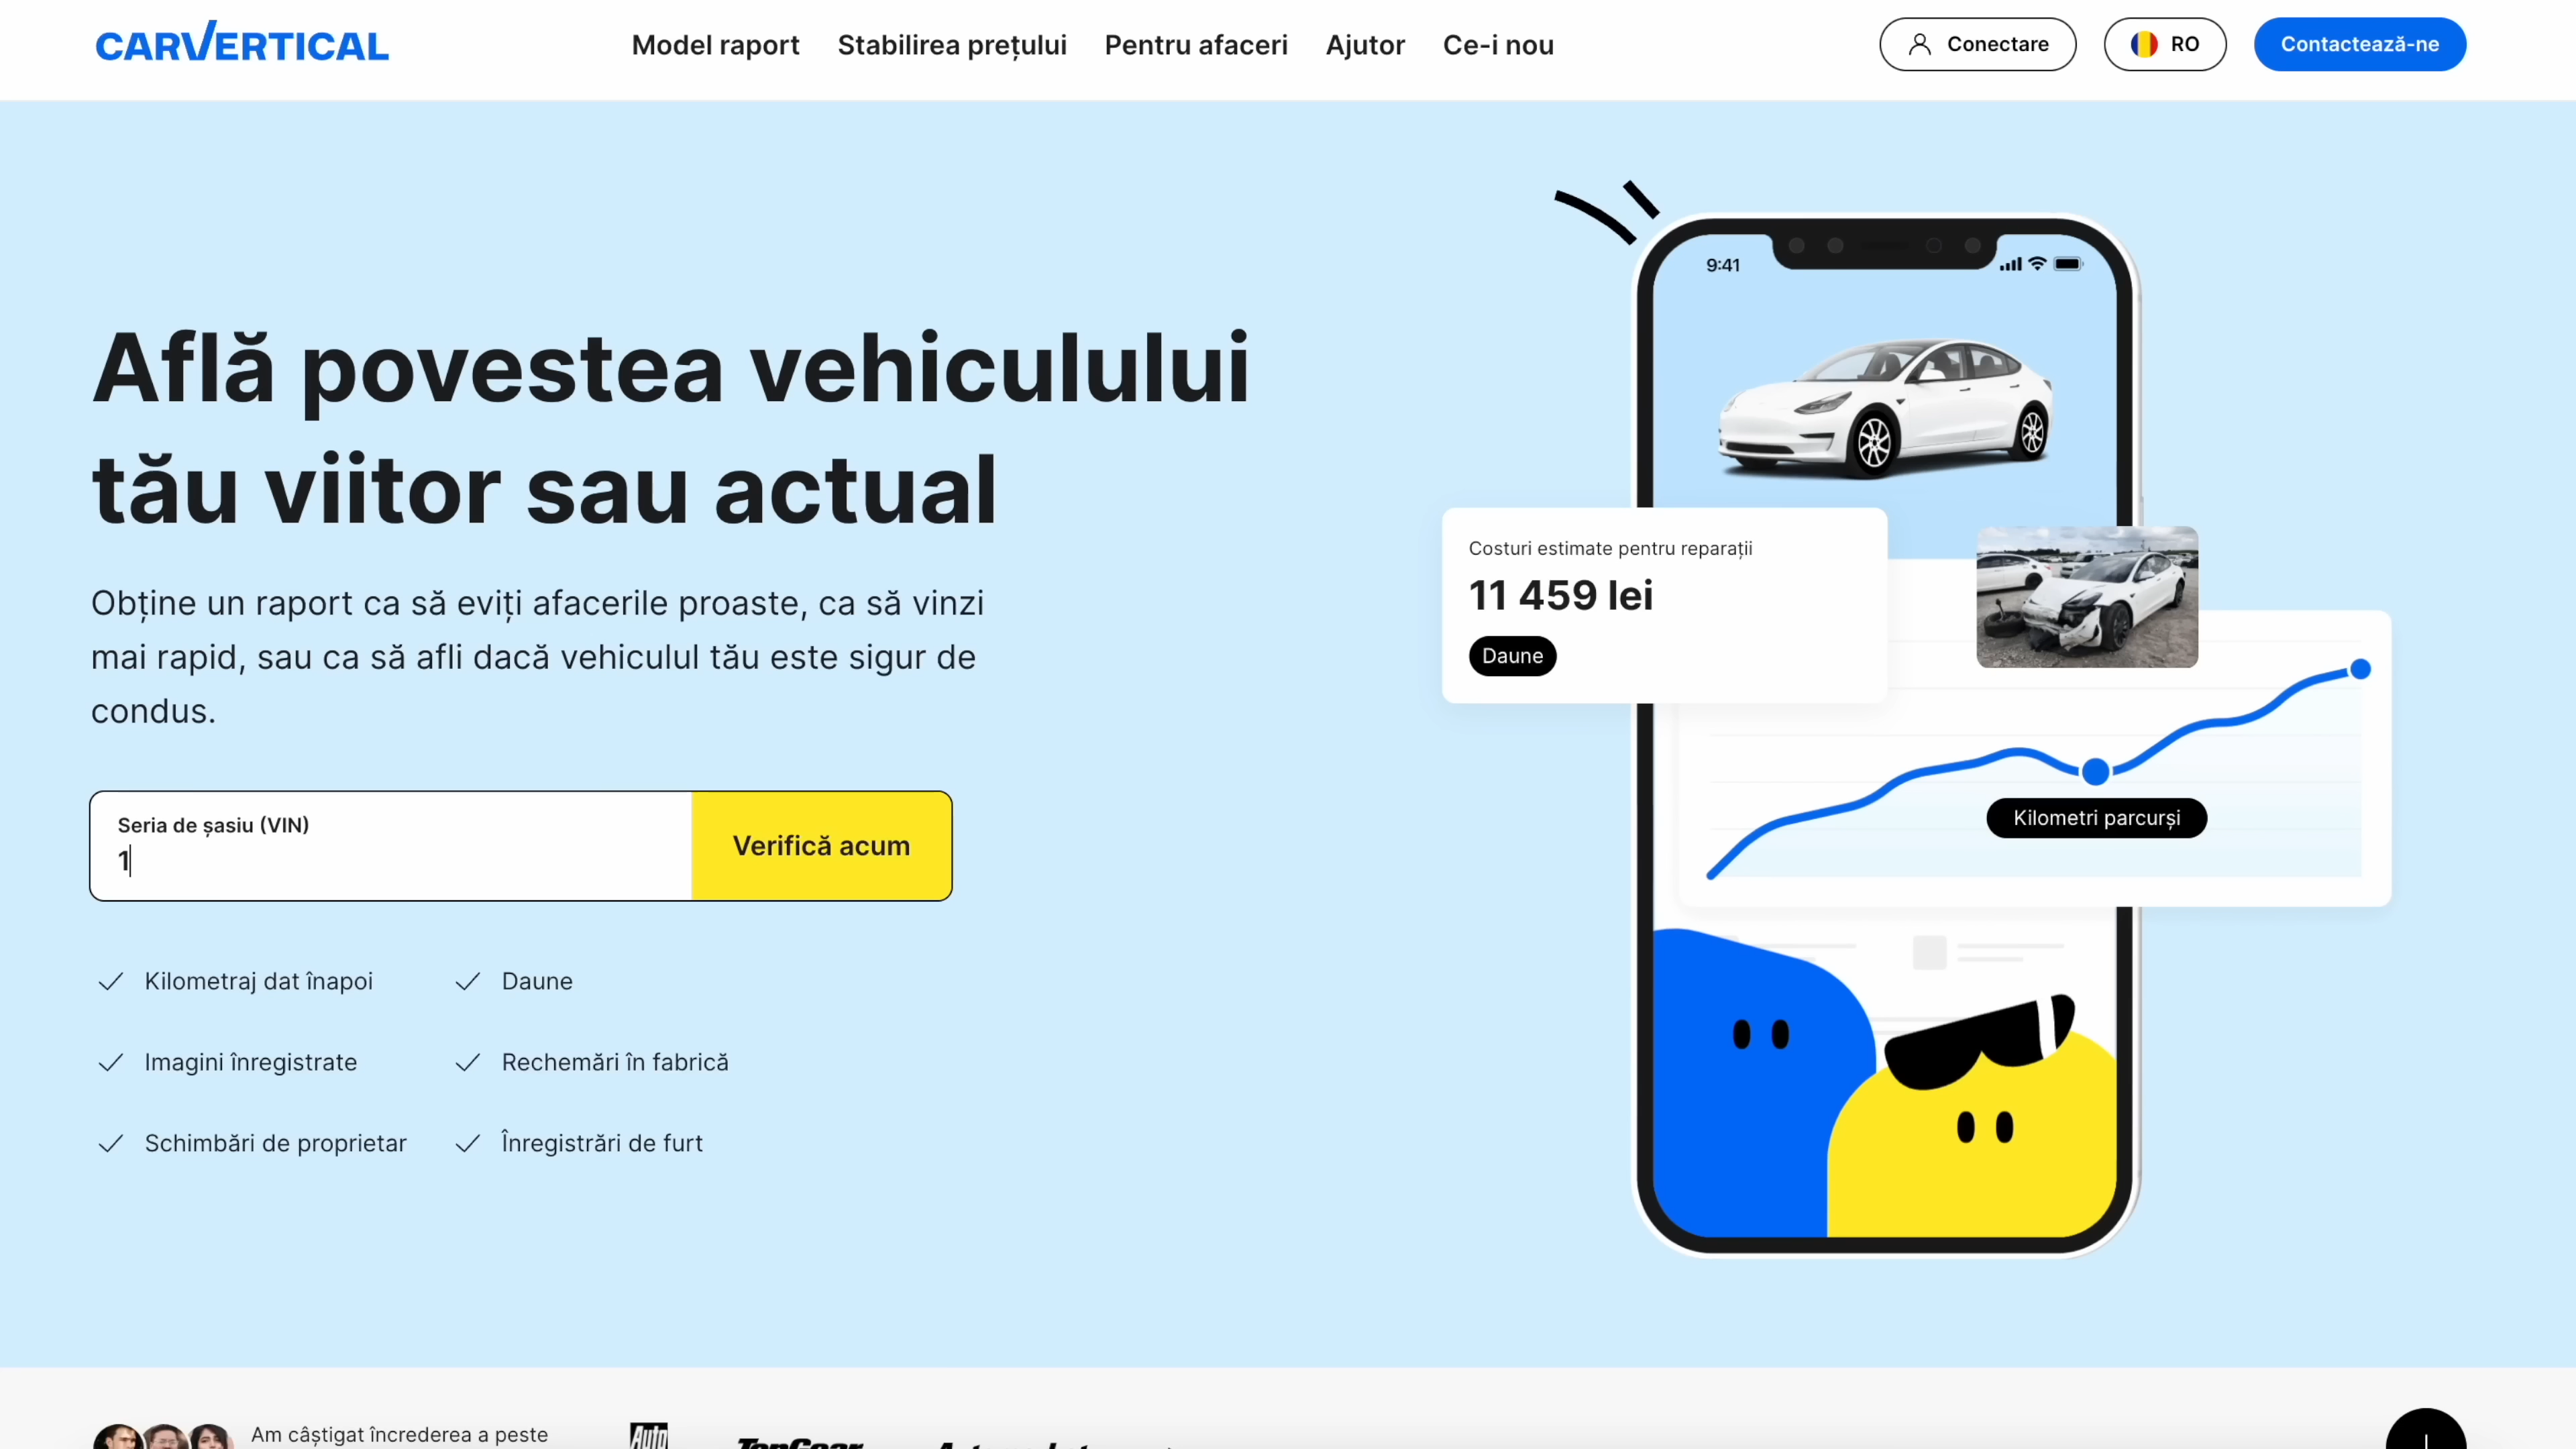 CARVERTICAL
Model raport
Stabilirea prețului
Pentru afaceri
Ajutor
Ce-i nou
Conectare
RO
Contactează-ne
Află povestea vehiculului
tău viitor sau actual
Obține un raport ca să eviți afacerile proaste, ca să vinzi
mai rapid, sau ca să afli dacă vehiculul tău este sigur de
condus.
Seria de șasiu (VIN)
1
Verifică acum
Kilometraj dat înapoi
Daune
Imagini înregistrate
Rechemări în fabrică
Schimbări de proprietar
Înregistrări de furt
9:41
Costuri estimate pentru reparații
11 459 lei
Daune
Kilometri parcurși
Am câștigat încrederea a peste
Auto
TopGear